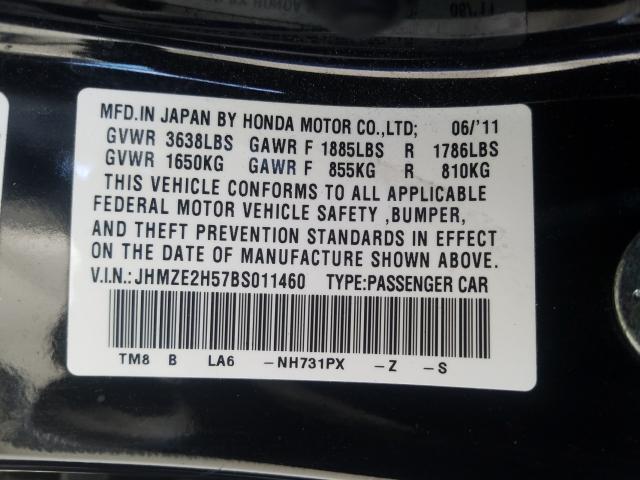 MFD.IN JAPAN BY HONDA MOTOR CO.,LTD; 06/'11
GVWR 3638LBS GAWR F 1885LBS R 1786LBS
GVWR 1650KG GAWR F 855KG R 810KG
THIS VEHICLE CONFORMS TO ALL APPLICABLE
FEDERAL MOTOR VEHICLE SAFETY ,BUMPER,
AND THEFT PREVENTION STANDARDS IN EFFECT
ON THE DATE OF MANUFACTURE SHOWN ABOVE.
V.I.N.:JHMZE2H57BS011460 TYPE:PASSENGER CAR
TM8 B LA6 -NH731PX -Z -S